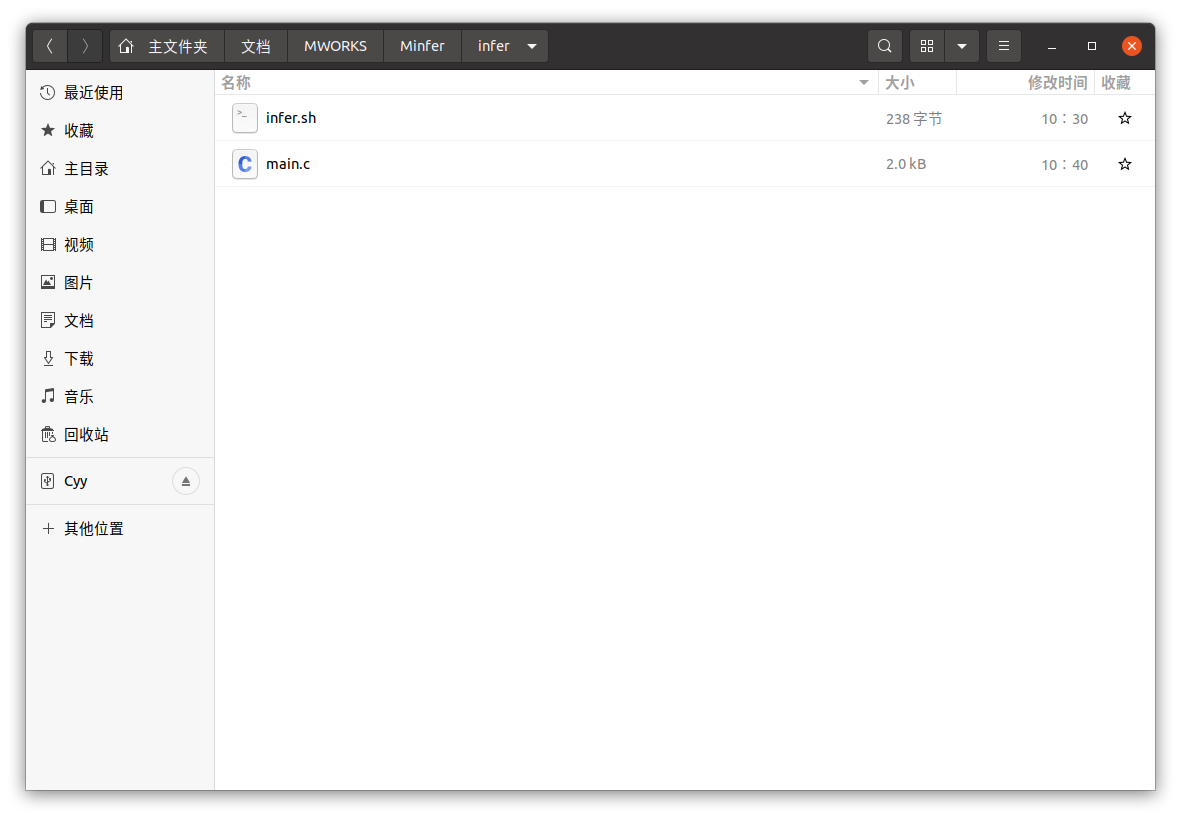 主文件夹 文档 MWORKS Minfer infer
名称 大小 修改时间 收藏
infer.sh 238 字节 10：30
main.c 2.0 kB 10：40
最近使用
收藏
主目录
桌面
视频
图片
文档
下载
音乐
回收站
Cyy
其他位置